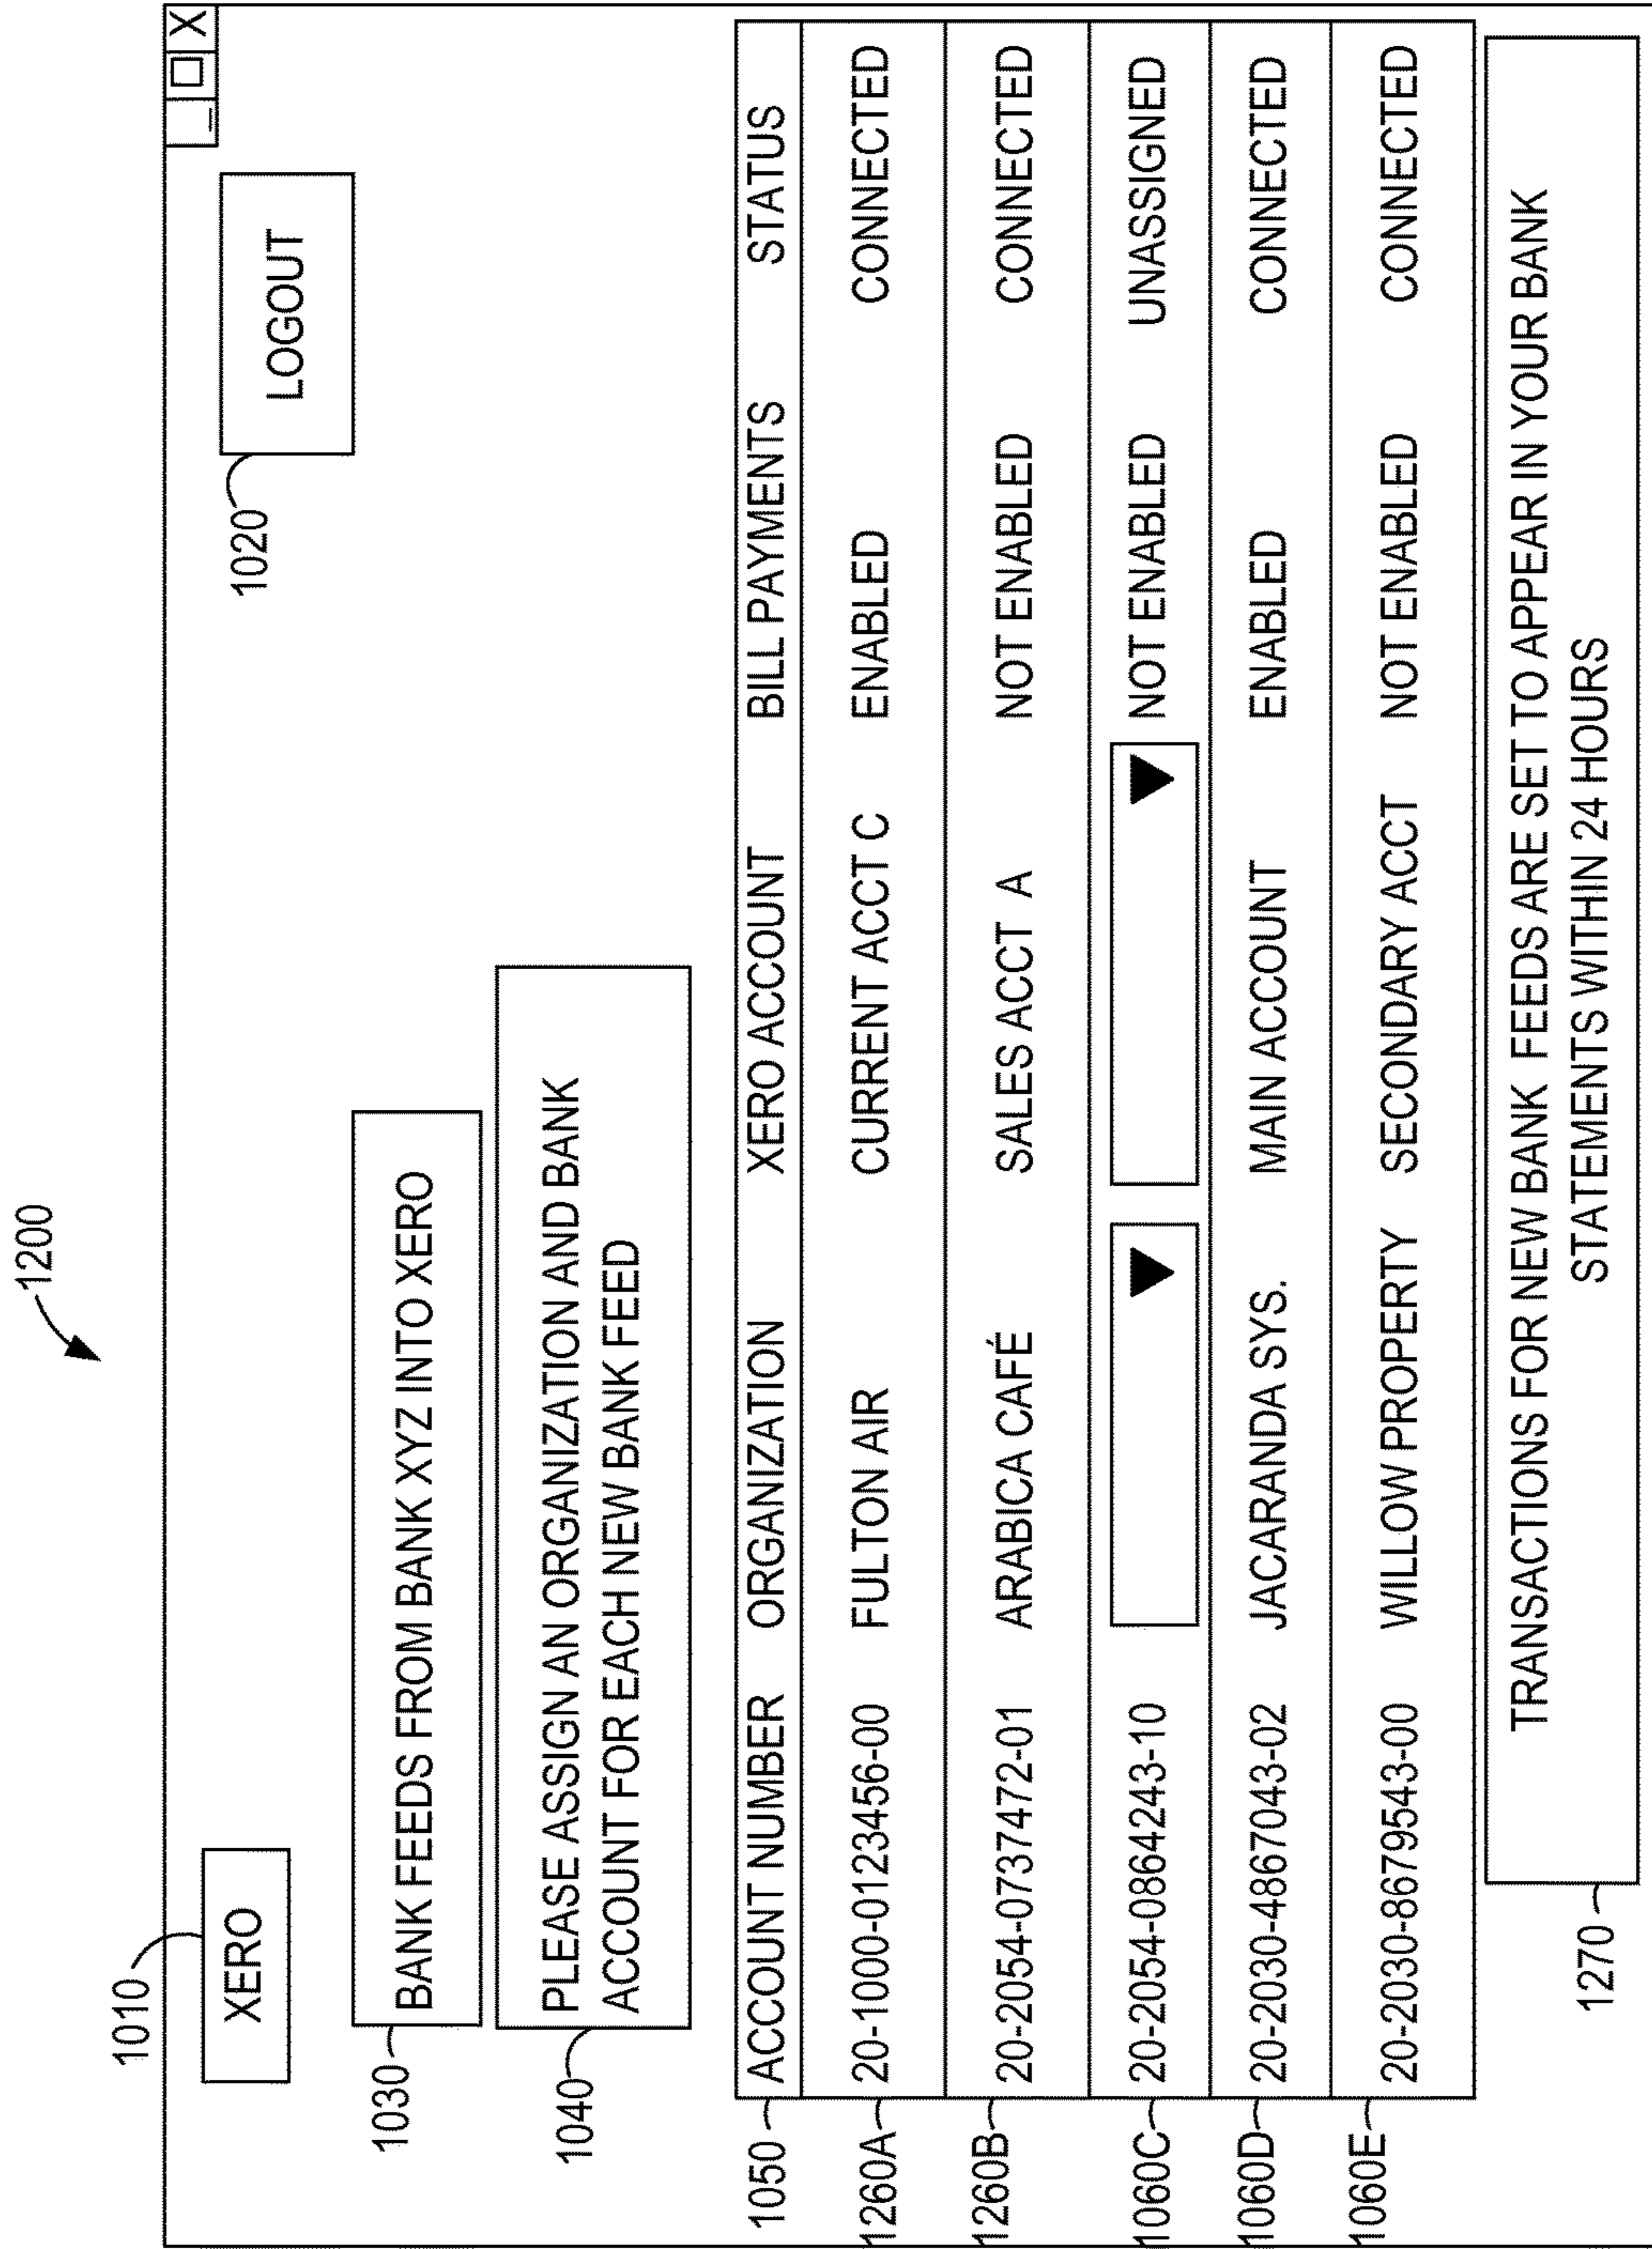 1200
_ □ X
1010
XERO
1020
LOGOUT
1030
BANK FEEDS FROM BANK XYZ INTO XERO
1040
PLEASE ASSIGN AN ORGANIZATION AND BANK
ACCOUNT FOR EACH NEW BANK FEED
1050 ACCOUNT NUMBER ORGANIZATION XERO ACCOUNT BILL PAYMENTS STATUS
1260A 20-1000-0123456-00 FULTON AIR CURRENT ACCT C ENABLED CONNECTED
1260B 20-2054-0737472-01 ARABICA CAFÉ SALES ACCT A NOT ENABLED CONNECTED
1060C 20-2054-0864243-10 NOT ENABLED UNASSIGNED
1060D 20-2030-4867043-02 JACARANDA SYS. MAIN ACCOUNT ENABLED CONNECTED
1060E 20-2030-8679543-00 WILLOW PROPERTY SECONDARY ACCT NOT ENABLED CONNECTED
1270
TRANSACTIONS FOR NEW BANK FEEDS ARE SET TO APPEAR IN YOUR BANK
STATEMENTS WITHIN 24 HOURS